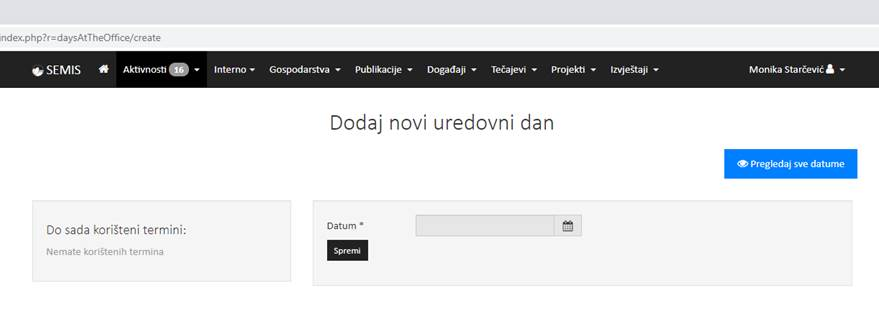 index.php?r=daysAtTheOffice/create
SEMIS Aktivnosti 16 Interno Gospodarstva Publikacije Događaji Tečajevi Projekti Izvještaji Monika Starčević
Dodaj novi uredovni dan
Pregledaj sve datume
Do sada korišteni termini:
Nemate korištenih termina
Datum *
Spremi